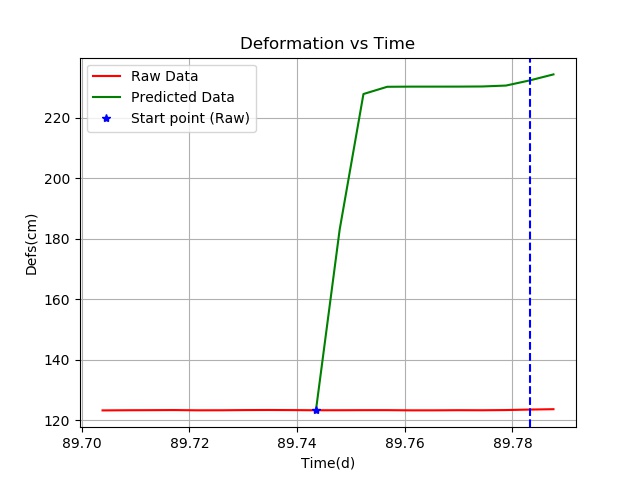 Deformation vs Time
Raw Data
Predicted Data
Start point (Raw)
Defs(cm)
220
200
180
160
140
120
89.70
89.72
89.74
89.76
89.78
Time(d)